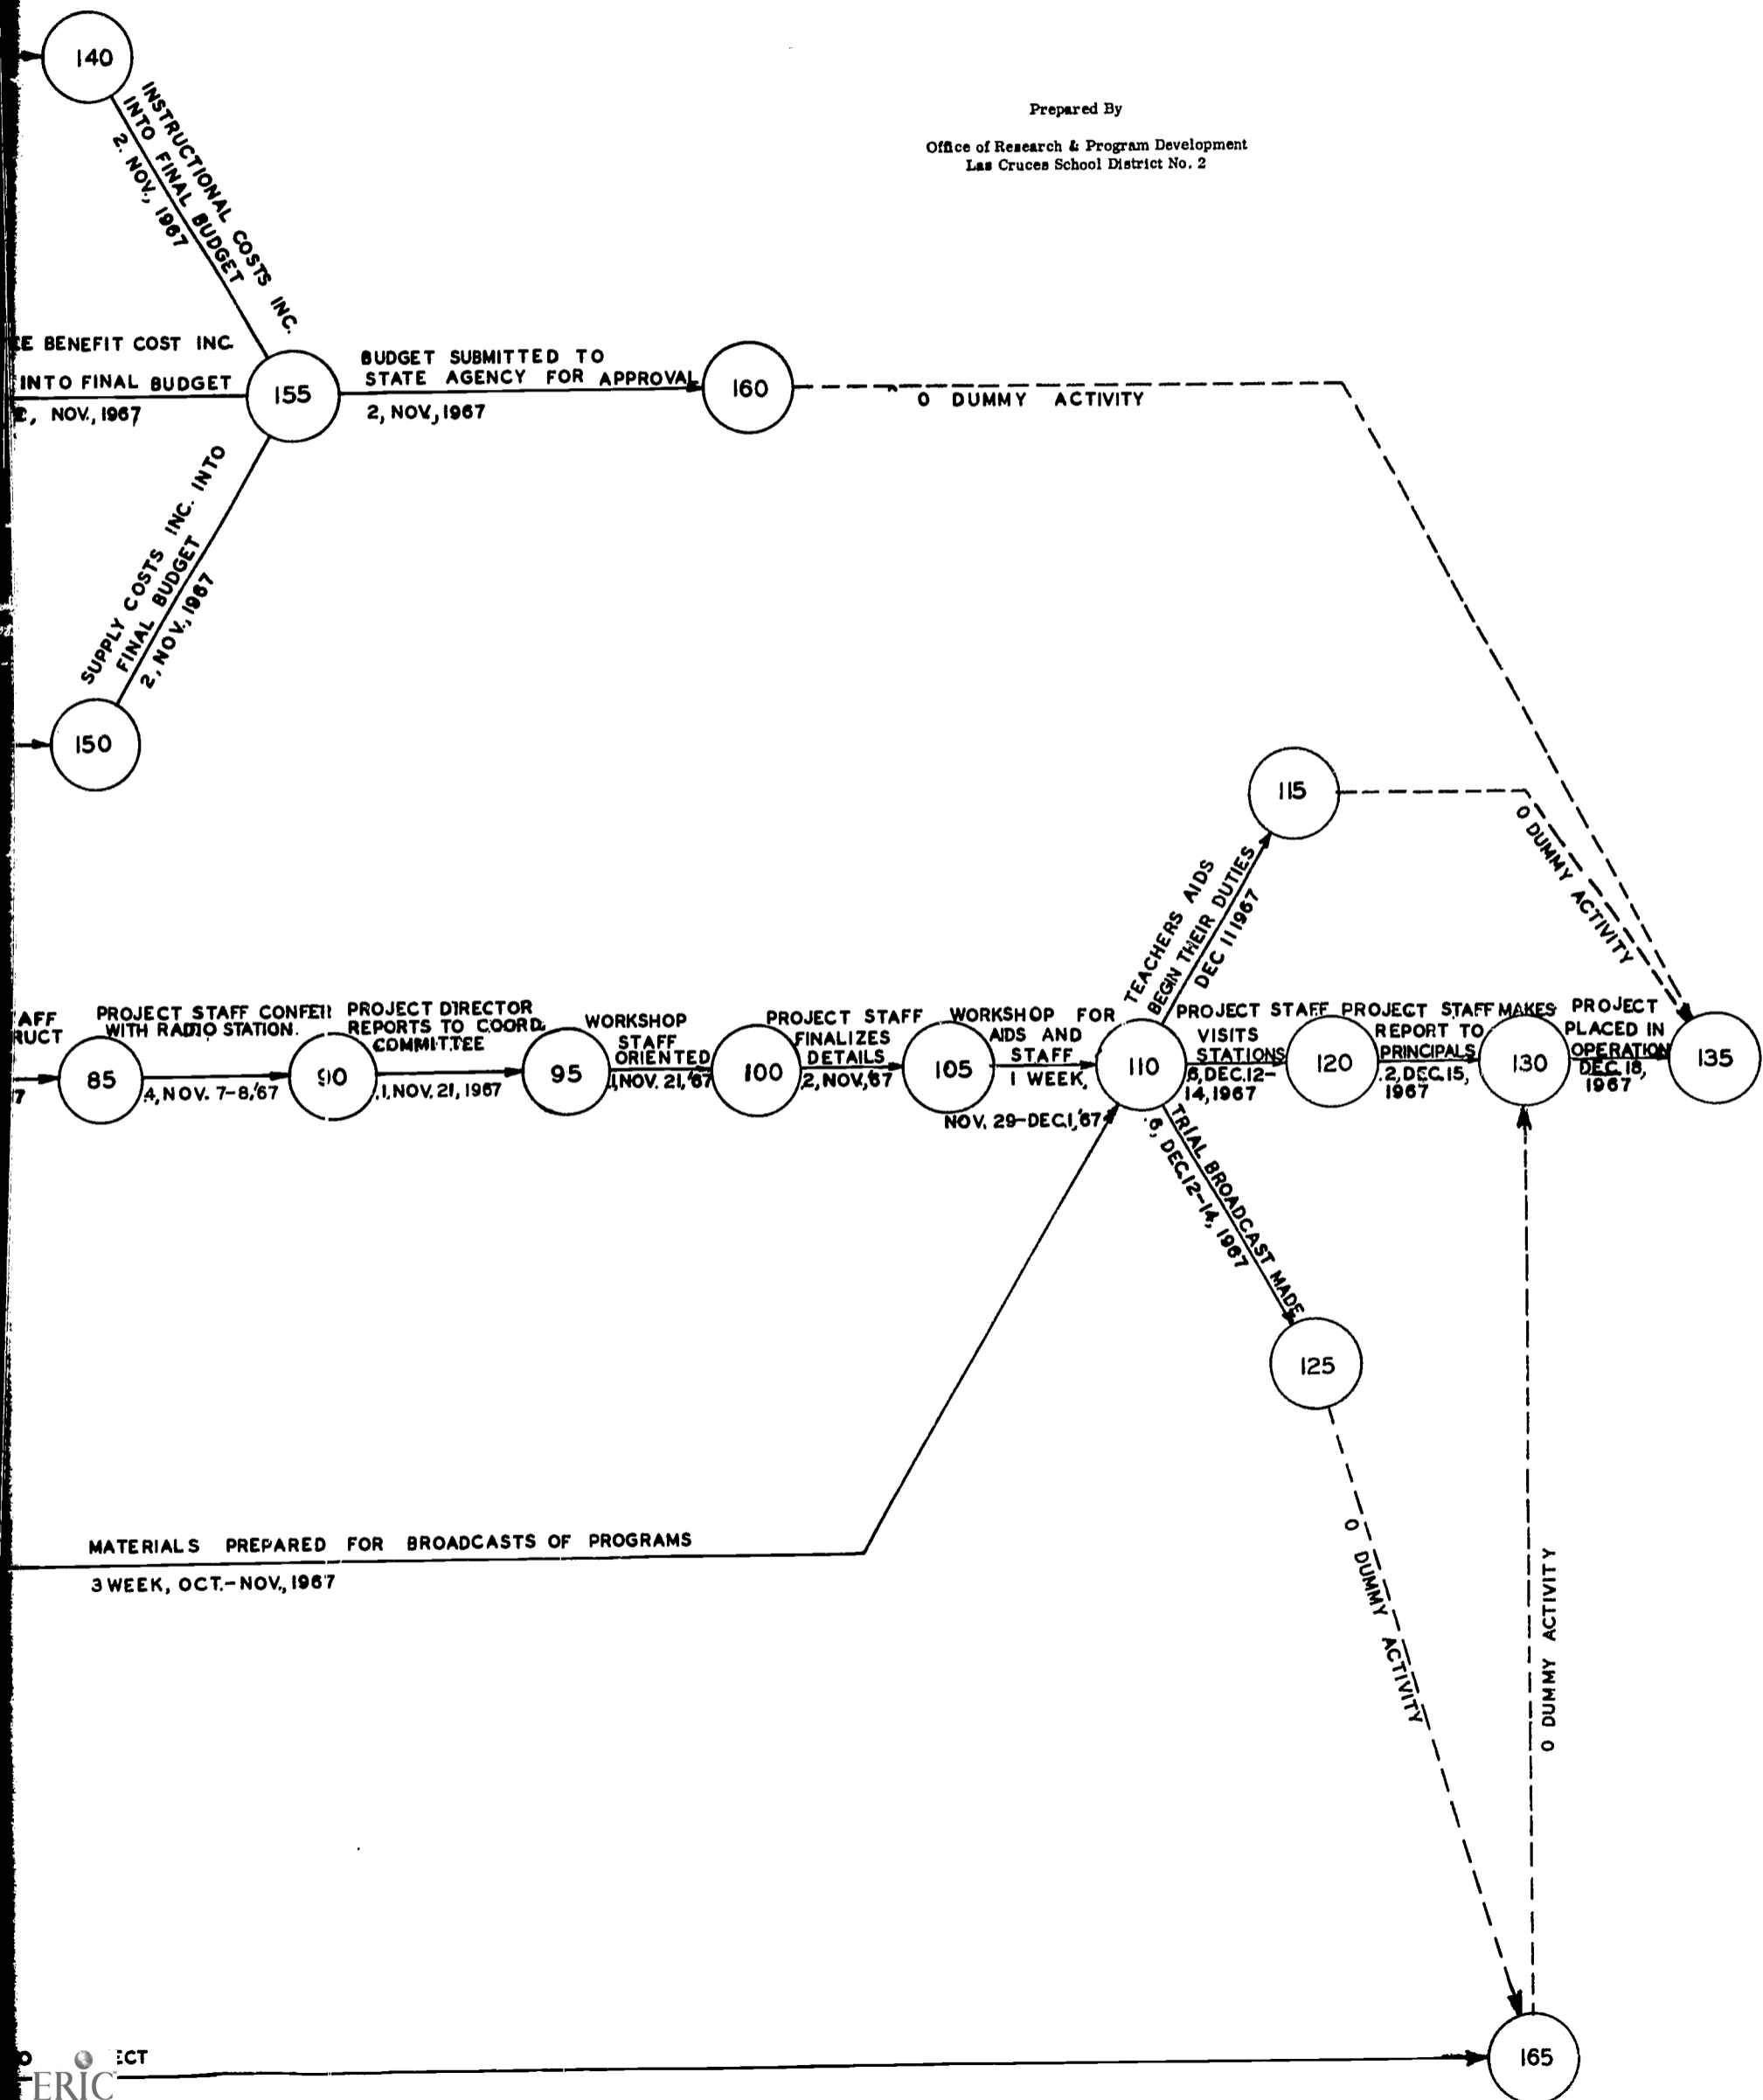 140
Prepared By
Office of Research & Program Development
Las Cruces School District No. 2
INSTRUCTIONAL COSTS INC.
INTO FINAL BUDGET
2. NOV., 1967
E BENEFIT COST INC.
INTO FINAL BUDGET
, NOV., 1967
155
BUDGET SUBMITTED TO
STATE AGENCY FOR APPROVAL
2, NOV., 1967
160
0 DUMMY ACTIVITY
SUPPLY COSTS INC. INTO
FINAL BUDGET
2, NOV., 1967
150
115
0 DUMMY ACTIVITY
TEACHERS AIDS
BEGIN THEIR DUTIES
DEC 11 1967
AFF
RUCT
7
85
PROJECT STAFF CONFER
WITH RADIO STATION.
.4, NOV. 7-8,'67
90
PROJECT DIRECTOR
REPORTS TO COORD.
COMMITTEE
.1, NOV. 21, 1967
95
WORKSHOP
STAFF
ORIENTED
.1, NOV. 21,'67
100
PROJECT STAFF
FINALIZES
DETAILS
.2, NOV,'67
105
WORKSHOP FOR
AIDS AND
STAFF
1 WEEK,
NOV. 29-DEC.1,'67
110
PROJECT STAFF
VISITS
STATIONS
.6, DEC.12-
14, 1967
120
PROJECT STAFF MAKES
REPORT TO
PRINCIPALS
.2, DEC.15,
1967
130
PROJECT
PLACED IN
OPERATION
DEC. 18,
1967
135
TRIAL BROADCAST MADE
.6, DEC.12-14, 1967
125
MATERIALS PREPARED FOR BROADCASTS OF PROGRAMS
3 WEEK, OCT.-NOV., 1967
0 DUMMY ACTIVITY
0 DUMMY ACTIVITY
ECT
165
ERIC